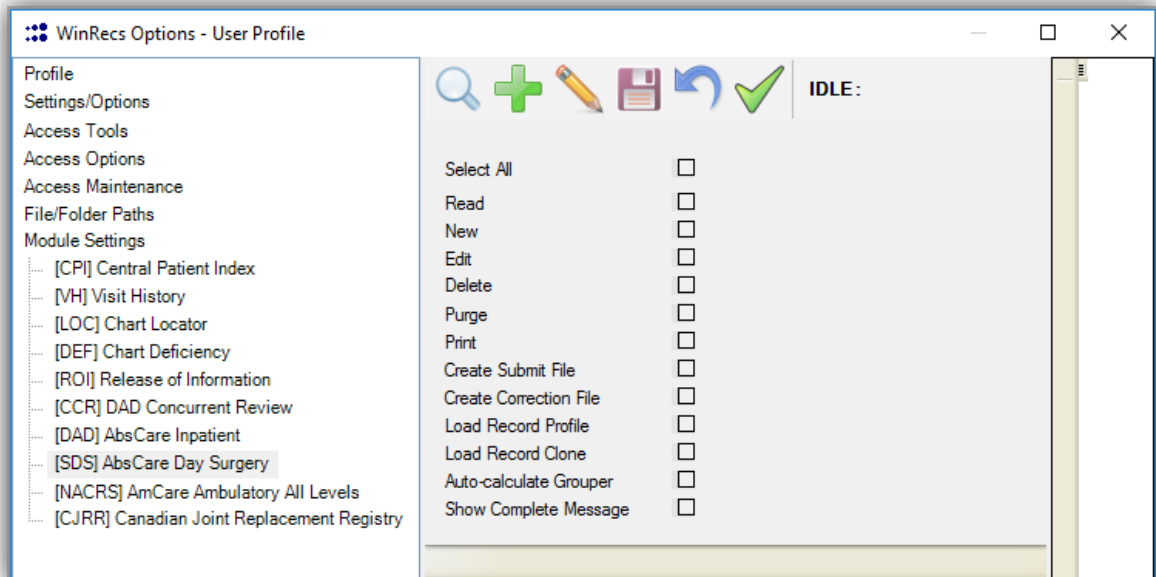 WinRecs Options - User Profile
Profile
Settings/Options
Access Tools
Access Options
Access Maintenance
File/Folder Paths
Module Settings
[CPI] Central Patient Index
[VH] Visit History
[LOC] Chart Locator
[DEF] Chart Deficiency
[ROI] Release of Information
[CCR] DAD Concurrent Review
[DAD] AbsCare Inpatient
[SDS] AbsCare Day Surgery
[NACRS] AmCare Ambulatory All Levels
[CJRR] Canadian Joint Replacement Registry
IDLE:
Select All
Read
New
Edit
Delete
Purge
Print
Create Submit File
Create Correction File
Load Record Profile
Load Record Clone
Auto-calculate Grouper
Show Complete Message